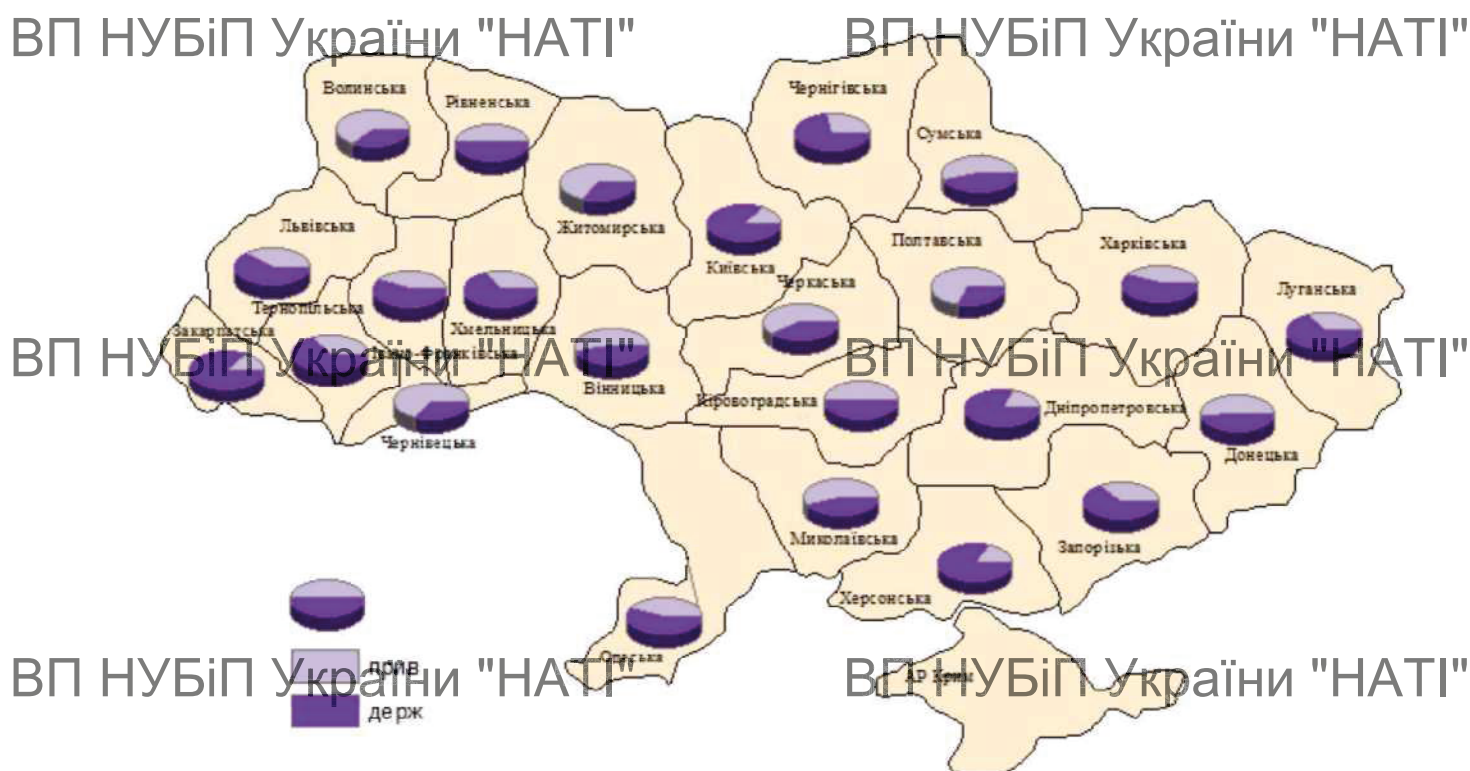 ВП НУБіП України "НАТІ"
ВП НУБіП України "НАТІ"
Волинська
Рівненська
Чернігівська
Сумська
Житомирська
Львівська
Київська
Полтавська
Харківська
Черкаська
Луганська
Тернопільська
Хмельницька
Закарпатська
ВП НУБіП України "НАТІ"
ВП НУБіП України "НАТІ"
Івано-Франківська
Вінницька
Кіровоградська
Дніпропетровська
Чернівецька
Донецька
Миколаївська
Запорізька
Херсонська
Одеська
ВП НУБіП України "НАТІ"
ВП НУБіП України "НАТІ"
прив
АР Крим
держ